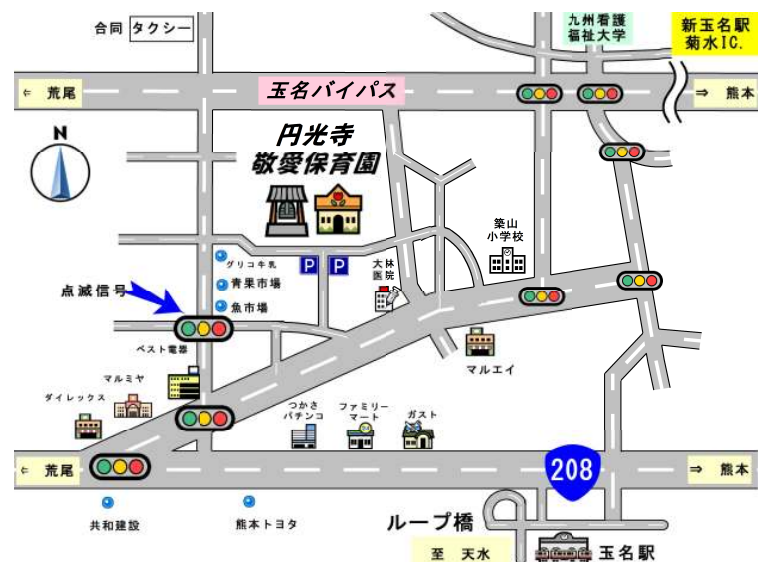 合同 タクシー
九州看護
福祉大学
新玉名駅
菊水IC.
⇐ 荒尾
玉名バイパス
⇒ 熊本
N
円光寺
敬愛保育園
築山
小学校
グリコ牛乳
P P
大林
医院
点滅信号
青果市場
魚市場
ベスト電器
マルエイ
マルミヤ
ダイレックス
つかさ
パチンコ
ファミリー
マート
ガスト
⇐ 荒尾
208
⇒ 熊本
共和建設
熊本トヨタ
ループ橋
至 天水
玉名駅